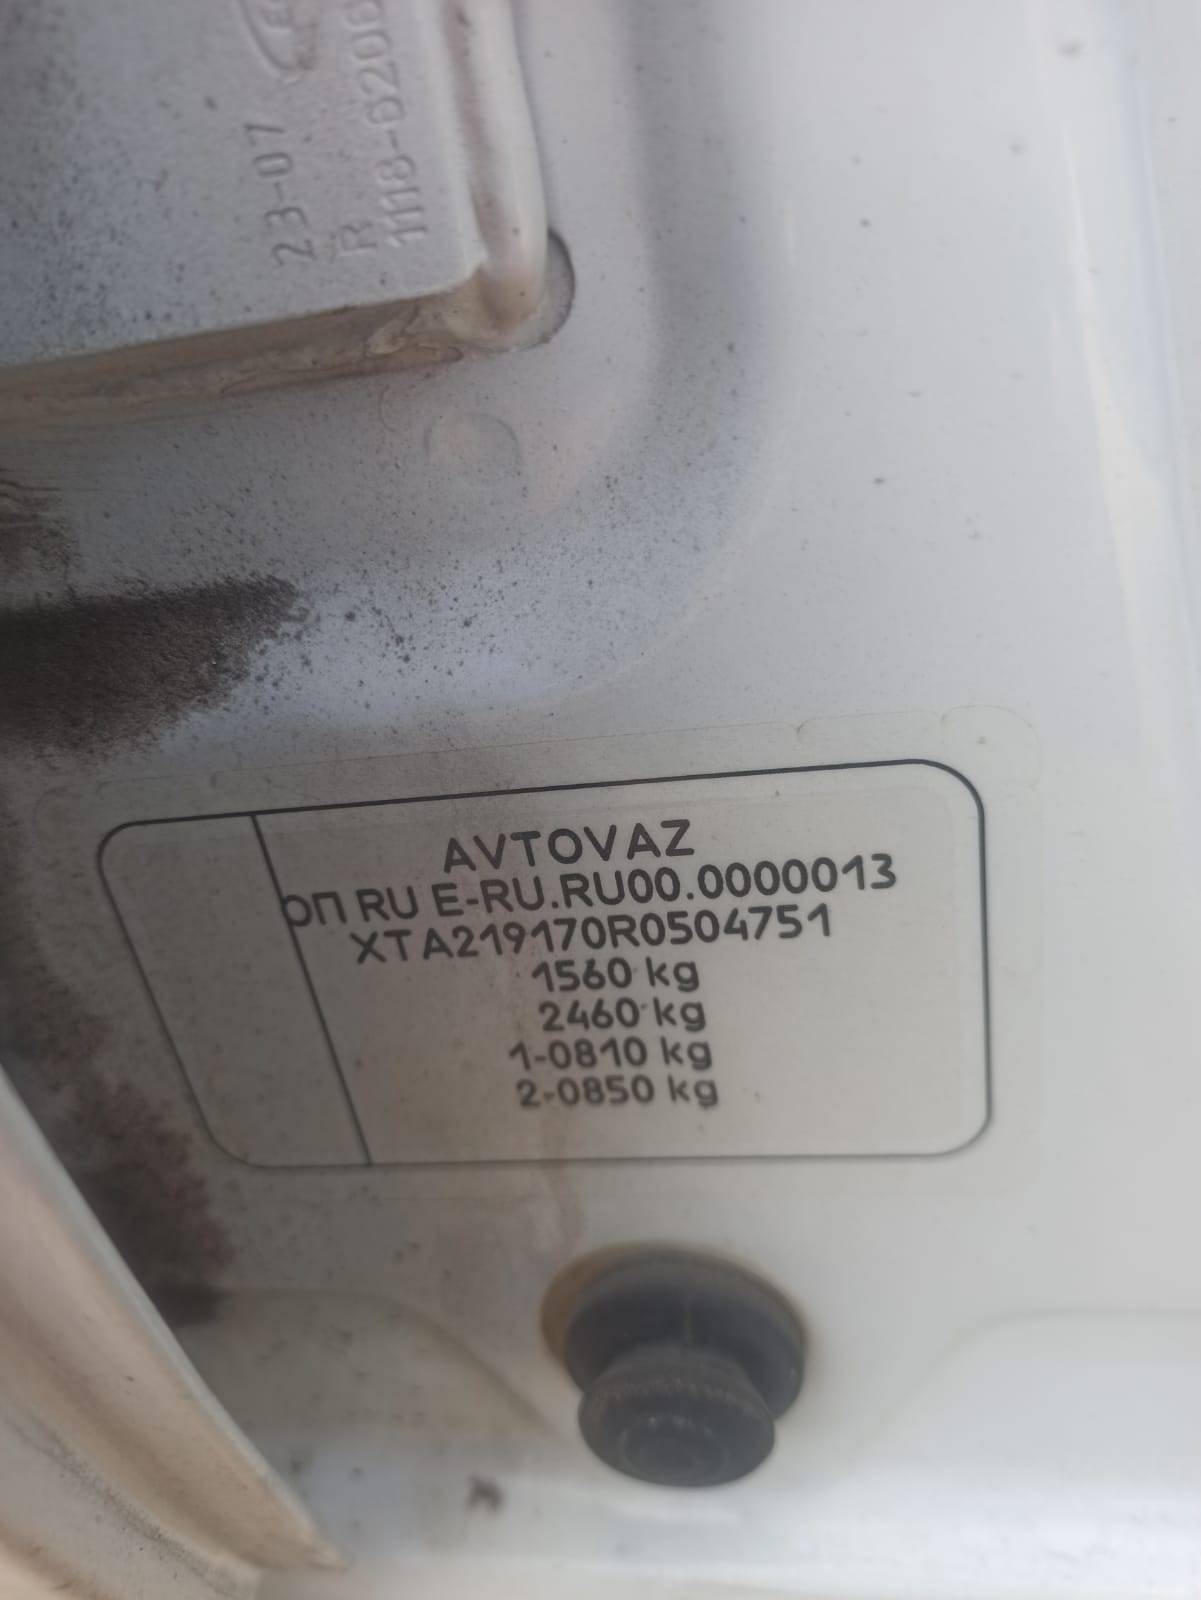 23-07
R
1118-6206
AVTOVAZ
ОП RU E-RU.RU00.0000013
XTA219170R0504751
1560 kg
2460 kg
1-0810 kg
2-0850 kg